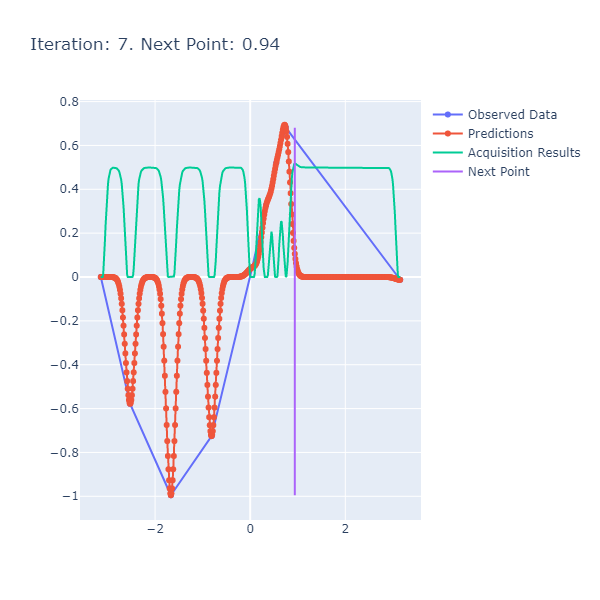 Iteration: 7. Next Point: 0.94
Observed Data
Predictions
Acquisition Results
Next Point
0.8
0.6
0.4
0.2
0
−0.2
−0.4
−0.6
−0.8
−1
−2
0
2